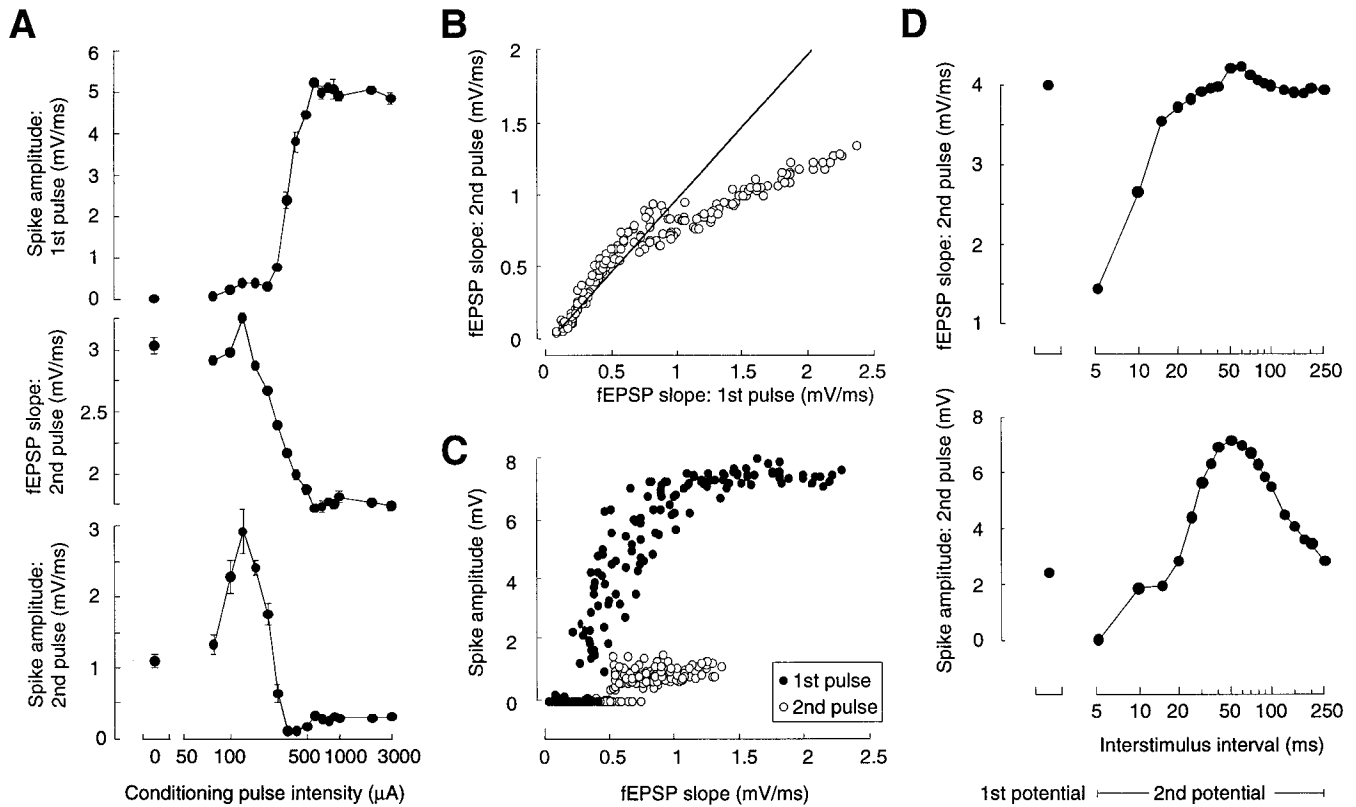 A
Spike amplitude:
1st pulse (mV/ms)
6
5
4
3
2
1
0
fEPSP slope:
2nd pulse (mV/ms)
3
2.5
2
Spike amplitude:
2nd pulse (mV/ms)
3
2
1
0
0 50 100 500 1000 3000
Conditioning pulse intensity (µA)
B
fEPSP slope: 2nd pulse (mV/ms)
2
1.5
1
0.5
0
0 0.5 1 1.5 2 2.5
fEPSP slope: 1st pulse (mV/ms)
C
Spike amplitude (mV)
8
6
4
2
0
1st pulse
2nd pulse
0 0.5 1 1.5 2 2.5
fEPSP slope (mV/ms)
D
fEPSP slope: 2nd pulse (mV/ms)
4
3
2
1
5 10 20 50 100 250
Spike amplitude: 2nd pulse (mV)
8
6
4
2
0
5 10 20 50 100 250
Interstimulus interval (ms)
1st potential 2nd potential